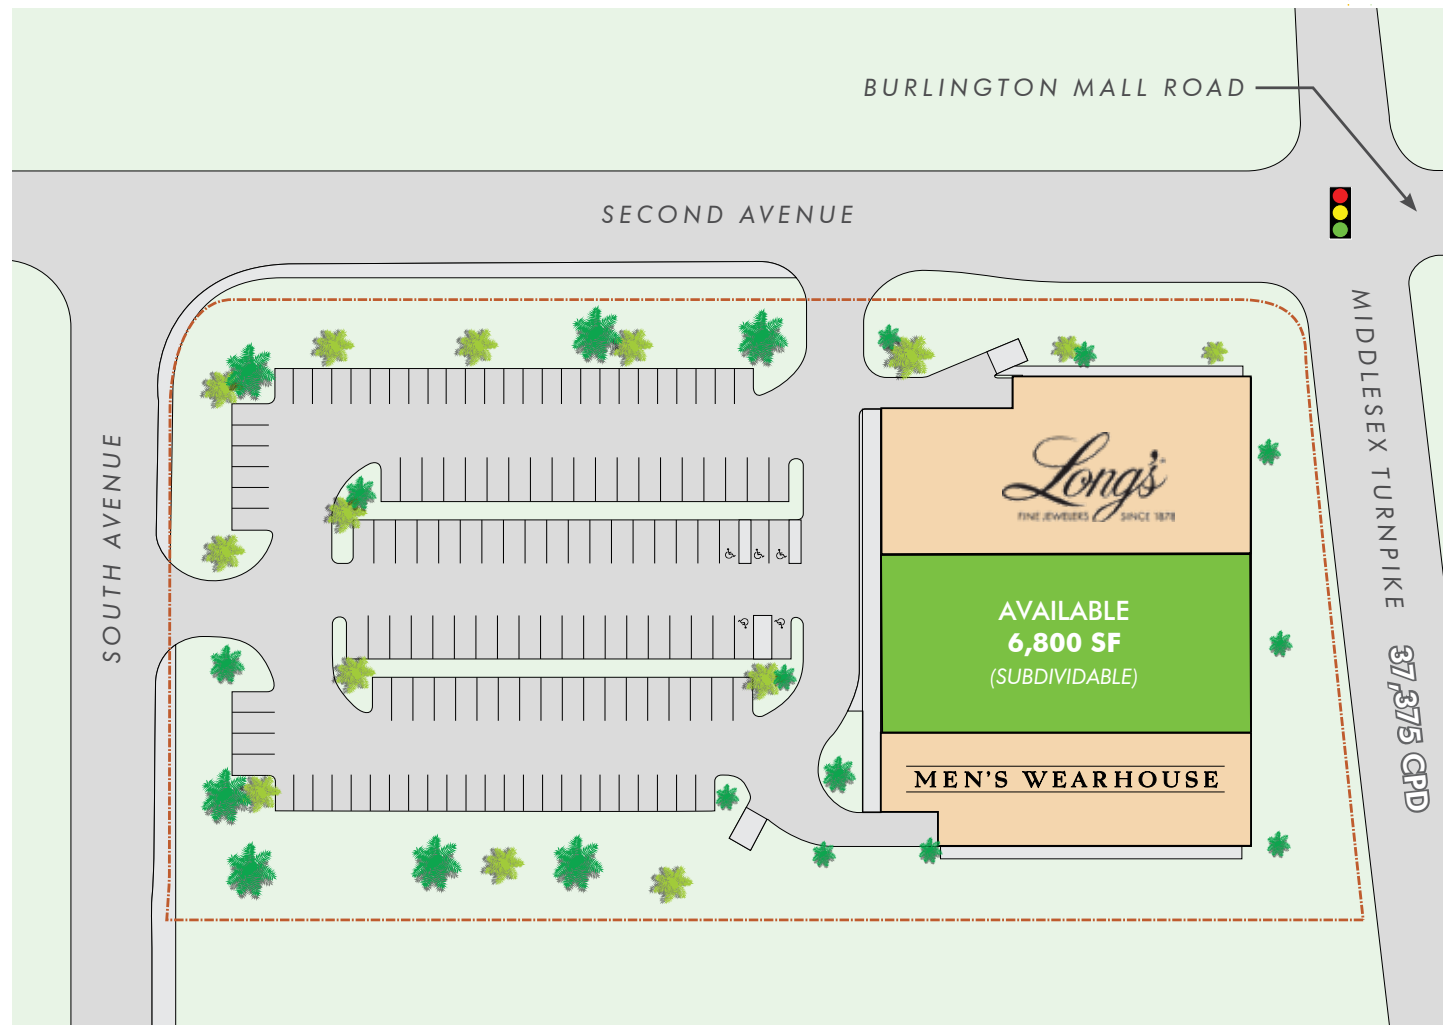 BURLINGTON MALL ROAD
SECOND AVENUE
MIDDLESEX TURNPIKE
37,375 CPD
SOUTH AVENUE
Long's
FINE JEWELERS SINCE 1878
AVAILABLE
6,800 SF
(SUBDIVIDABLE)
MEN'S WEARHOUSE